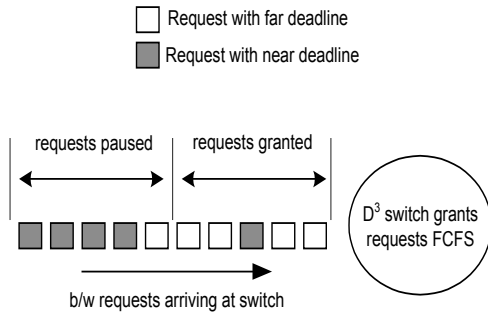 Request with far deadline
Request with near deadline
requests paused
requests granted
D³ switch grants
requests FCFS
b/w requests arriving at switch